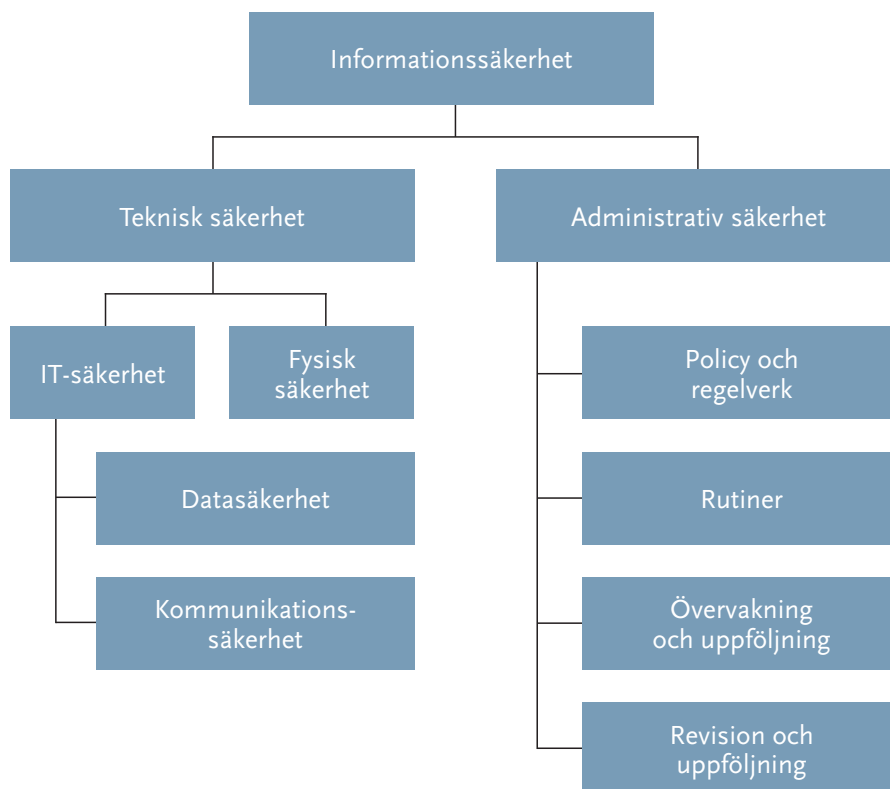 Informationssäkerhet
Teknisk säkerhet
Administrativ säkerhet
IT-säkerhet
Fysisk
säkerhet
Policy och
regelverk
Datasäkerhet
Rutiner
Kommunikations-
säkerhet
Övervakning
och uppföljning
Revision och
uppföljning